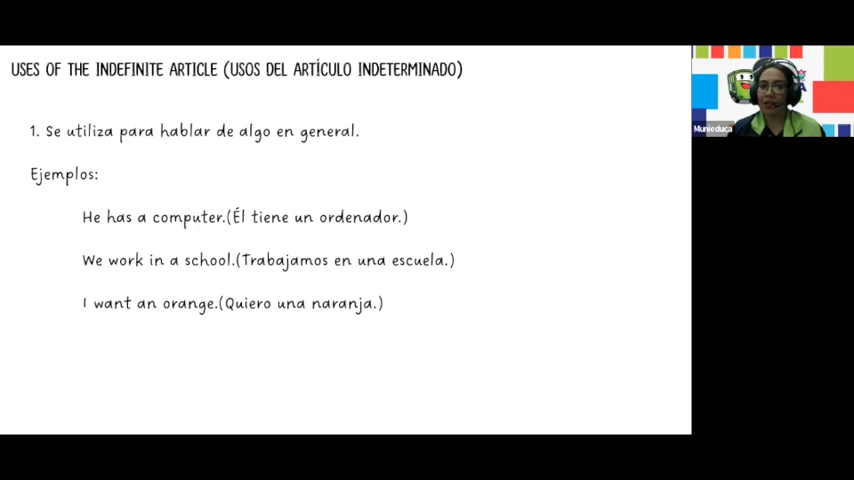 USES OF THE INDEFINITE ARTICLE (USOS DEL ARTÍCULO INDETERMINADO)
1. Se utiliza para hablar de algo en general.
Ejemplos:
He has a computer.(Él tiene un ordenador.)
We work in a school.(Trabajamos en una escuela.)
I want an orange.(Quiero una naranja.)
Munieduca